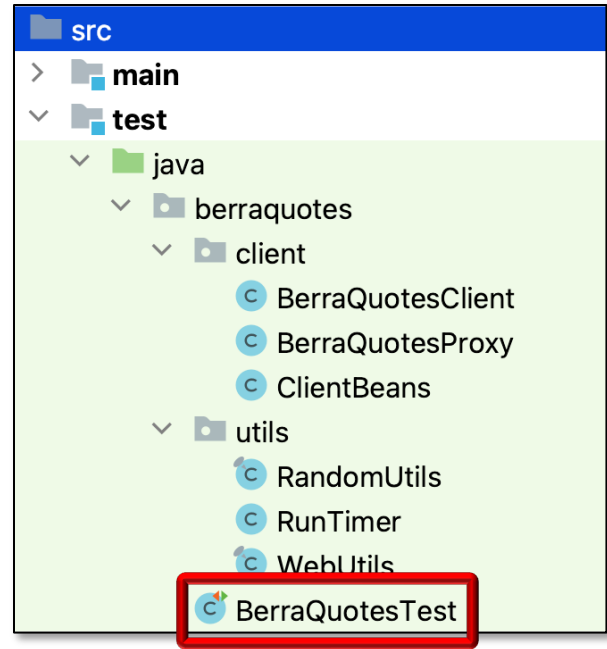 src
main
test
java
berraquotes
client
C BerraQuotesClient
C BerraQuotesProxy
C ClientBeans
utils
C RandomUtils
C RunTimer
C WebUtils
C BerraQuotesTest